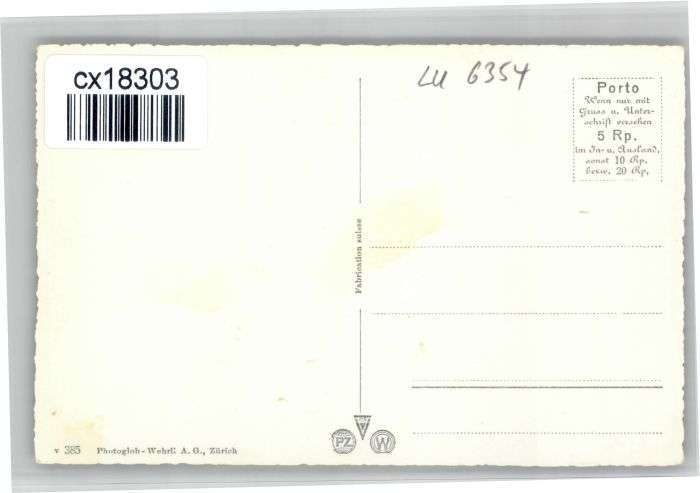 cx18303
LU 6354
Porto
Wenn nur mit
Gruss u. Unter-
schrift versehen
5 Rp.
im In- u. Ausland,
sonst 10 Rp.
bezw. 20 Rp.
Fabrication suisse
PZ W
v 385 Photoglob-Wehrli A. G., Zürich